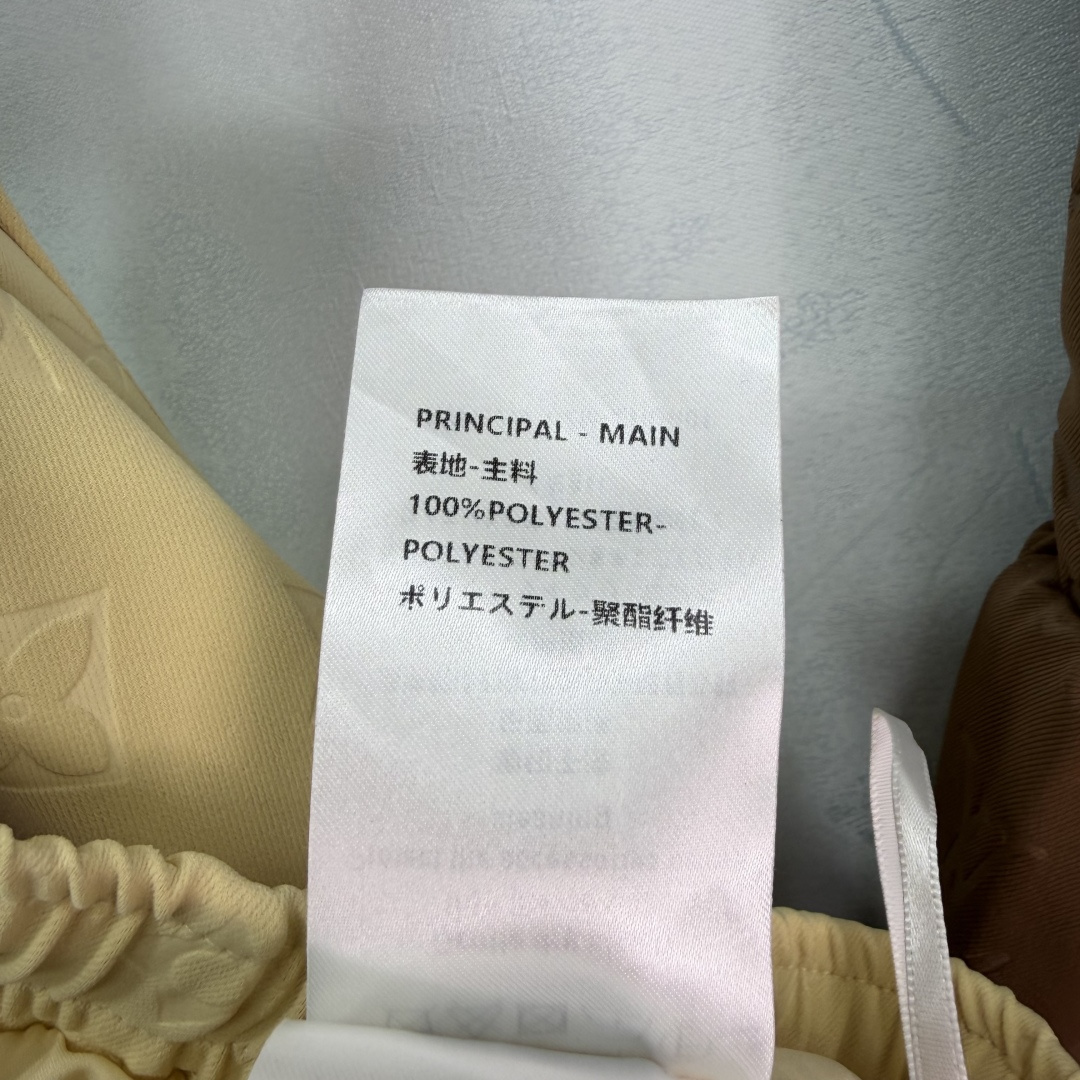 PRINCIPAL - MAIN
表地-主料
100%POLYESTER-
POLYESTER
ポリエステル-聚酯纤维